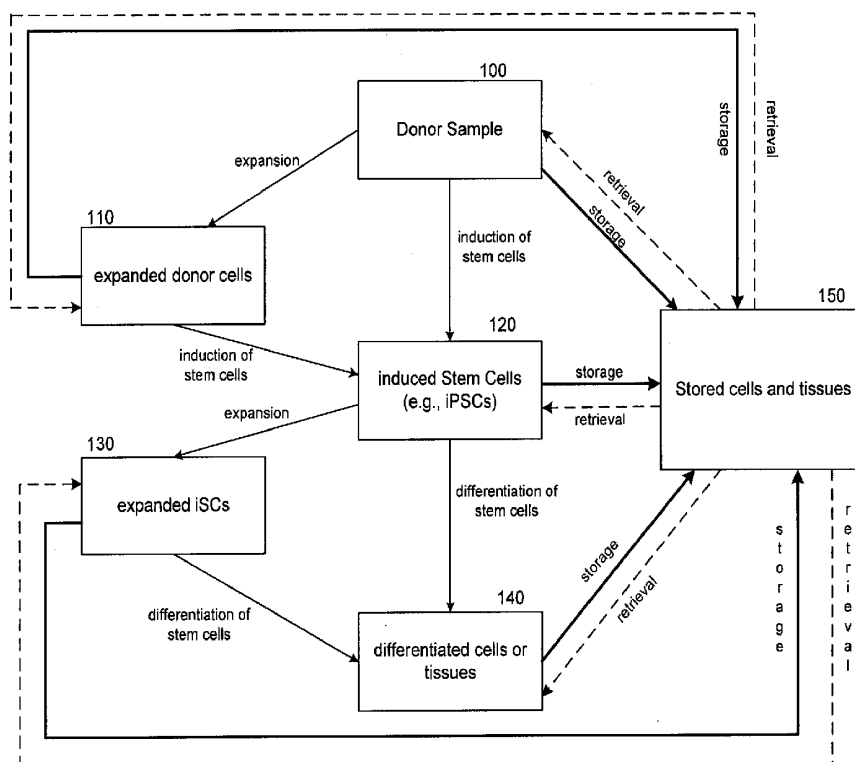 100
Donor Sample
storage
retrieval
expansion
retrieval
storage
110
expanded donor cells
induction of
stem cells
150
120
induction of
stem cells
induced Stem Cells
(e.g., iPSCs)
storage
retrieval
Stored cells and tissues
expansion
130
expanded iSCs
differentiation of
stem cells
storage
retrieval
storage
retrieval
differentiation of
stem cells
140
differentiated cells or
tissues